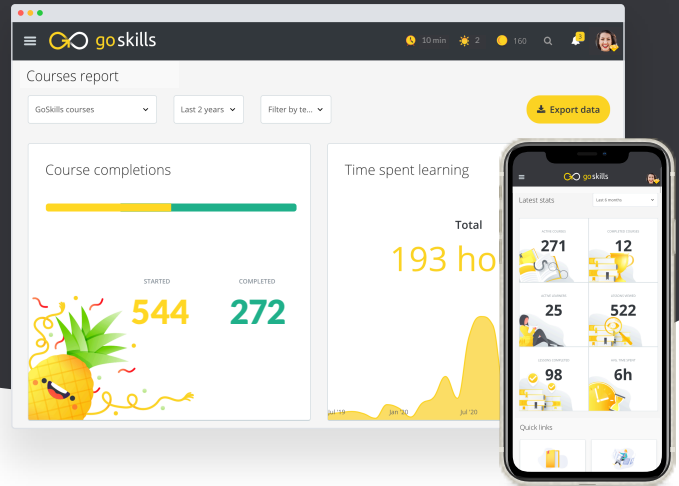 goskills
10 min
2
160
3
Courses report
GoSkills courses
Last 2 years
Filter by te...
Export data
Course completions
STARTED
COMPLETED
544
272
Time spent learning
Total
193 ho
Jul '19
Jan '20
Jul '20
goskills
Latest stats
Last 6 months
ACTIVE COURSES
COMPLETED COURSES
271
12
ACTIVE LEARNERS
25
522
LESSONS COMPLETED
AVG. TIME SPENT
98
6h
Quick links